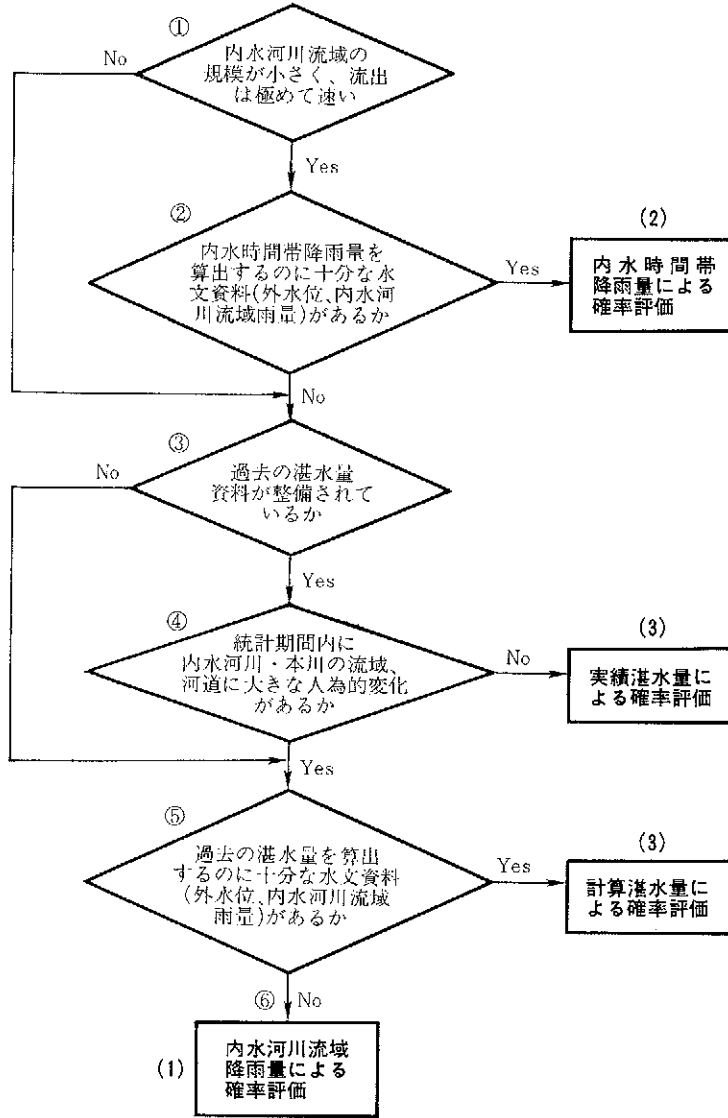 ①
No
内水河川流域の
規模が小さく、流出
は極めて速い
Yes
②
内水時間帯降雨量を
算出するのに十分な水
文資料(外水位、内水河
川流域雨量)があるか
Yes
(2)
内水時間帯
降雨量による
確率評価
No
③
No
過去の湛水量
資料が整備されて
いるか
Yes
④
統計期間内に
内水河川・本川の流域、
河道に大きな人為的変化
があるか
No
(3)
実績湛水量に
よる確率評価
Yes
⑤
過去の湛水量を算出
するのに十分な水文資料
(外水位、内水河川流域
雨量)があるか
Yes
(3)
計算湛水量に
よる確率評価
⑥ No
(1)
内水河川流域
降雨量による
確率評価